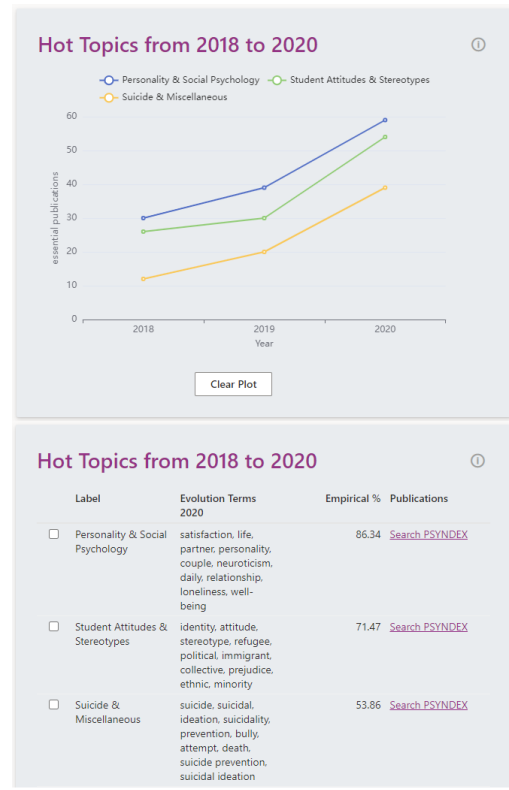 Hot Topics from 2018 to 2020
Personality & Social Psychology
Student Attitudes & Stereotypes
Suicide & Miscellaneous
60
50
40
30
20
10
0
essential publications
2018
2019
2020
Year
Clear Plot
Hot Topics from 2018 to 2020
Label
Evolution Terms
2020
Empirical %
Publications
Personality & Social
Psychology
satisfaction, life,
partner, personality,
couple, neuroticism,
daily, relationship,
loneliness, well-
being
86.34
Search PSYNDEX
Student Attitudes &
Stereotypes
identity, attitude,
stereotype, refugee,
political, immigrant,
collective, prejudice,
ethnic, minority
71.47
Search PSYNDEX
Suicide &
Miscellaneous
suicide, suicidal,
ideation, suicidality,
prevention, bully,
attempt, death,
suicide prevention,
suicidal ideation
53.86
Search PSYNDEX